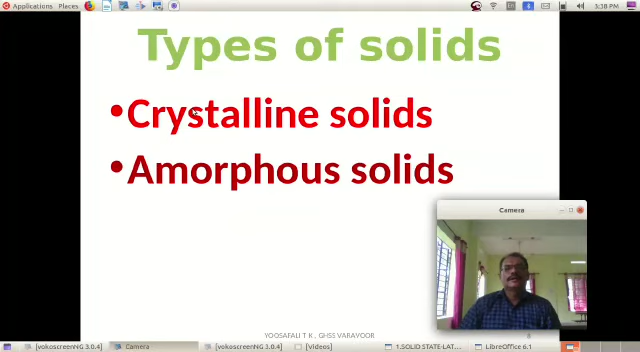 Applications Places
5:38 PM
Types of solids
•Crystalline solids
•Amorphous solids
Camera
YOOSAFALI T K , GHSS VARAVOOR
8
[vokoscreenNG 3.0.4]
Camera
[vokoscreenNG 3.0.4]
[Videos]
1.SOLID STATE-LAT...
LibreOffice 6.1